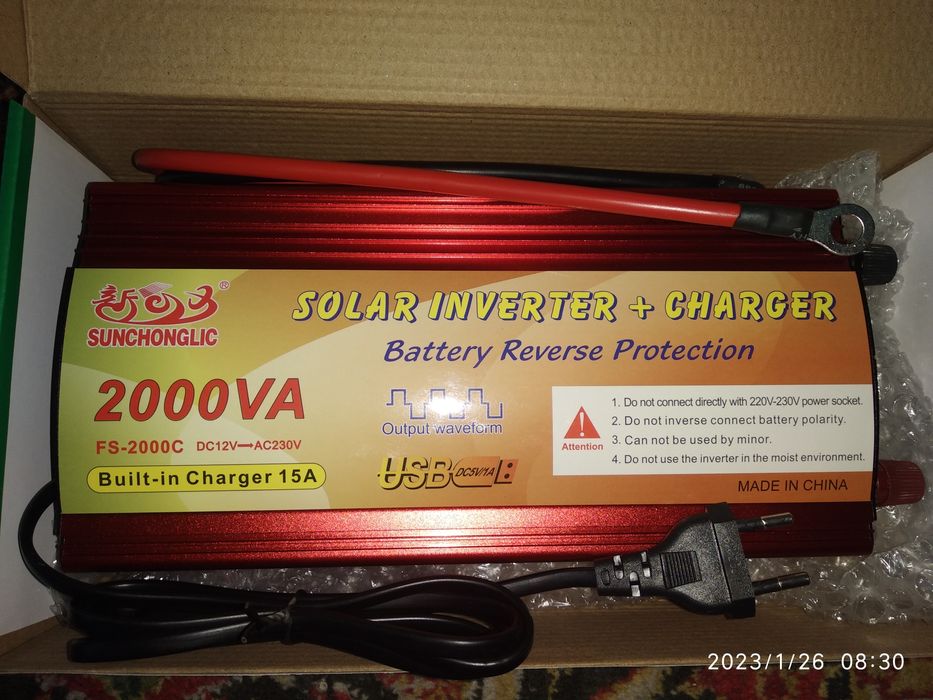 ®
SUNCHONGLIC
SOLAR INVERTER + CHARGER
Battery Reverse Protection
2000VA
FS-2000C DC12V→AC230V
Built-in Charger 15A
Output waveform
USB DC5V/1A
Attention
1. Do not connect directly with 220V-230V power socket.
2. Do not inverse connect battery polarity.
3. Can not be used by minor.
4. Do not use the inverter in the moist environment.
MADE IN CHINA
2023/1/26 08:30